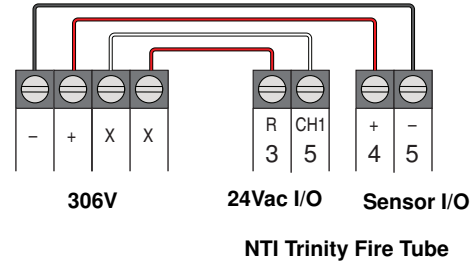 – + X X R CH1 + –
3 5 4 5
306V 24Vac I/O Sensor I/O
NTI Trinity Fire Tube